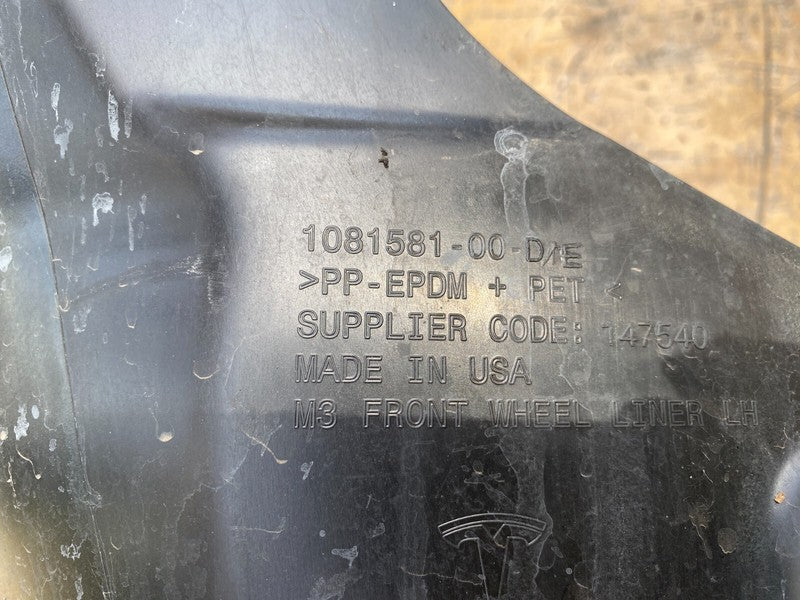 1081581-00-D/E
>PP-EPDM + PET <
SUPPLIER CODE: 147540
MADE IN USA
M3 FRONT WHEEL LINER LH